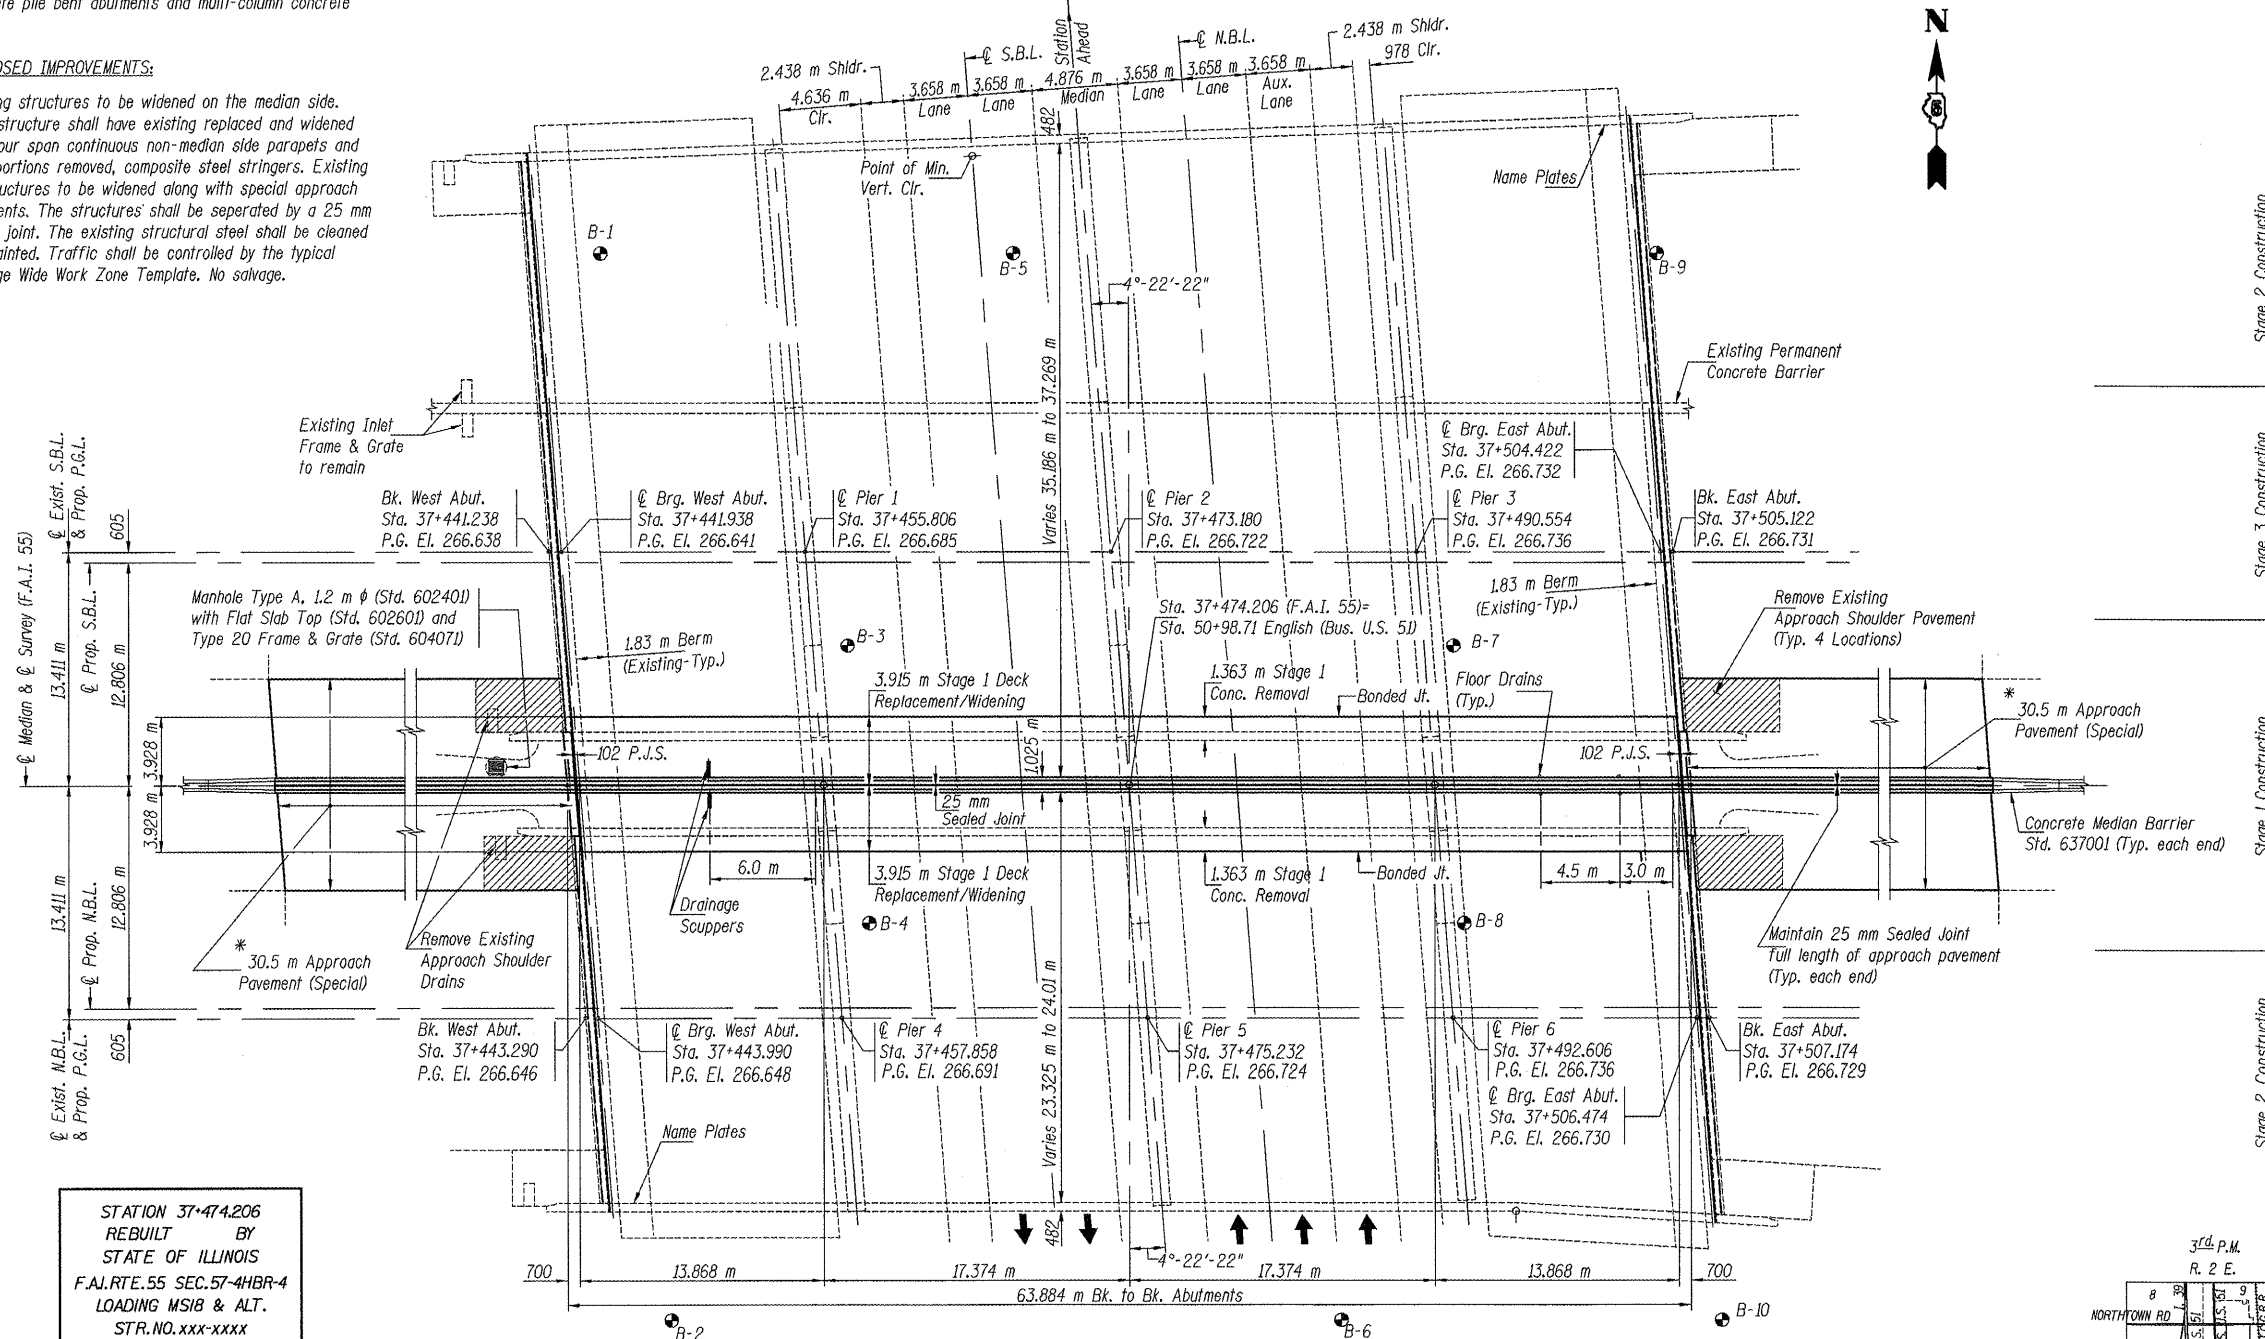 ere pile bent abutments and multi-column concrete
OSED IMPROVEMENTS:
ng structures to be widened on the median side.
structure shall have existing replaced and widened
our span continuous non-median side parapets and
portions removed, composite steel stringers. Existing
uctures to be widened along with special approach
ents. The structures shall be seperated by a 25 mm
joint. The existing structural steel shall be cleaned
ainted. Traffic shall be controlled by the typical
ge Wide Work Zone Template. No salvage.
Station Ahead
℄ S.B.L.
℄ N.B.L.
2.438 m Shldr.
978 Clr.
2.438 m Shldr.
4.636 m Clr.
3.658 m Lane
3.658 m Lane
4.876 m Median
3.658 m Lane
3.658 m Lane
3.658 m Aux. Lane
482
N
Point of Min.
Vert. Clr.
Name Plates
B-1
B-5
B-9
4°-22'-22"
Varies 35.186 m to 37.269 m
Existing Permanent
Concrete Barrier
Existing Inlet
Frame & Grate
to remain
℄ Brg. East Abut.
Sta. 37+504.422
P.G. El. 266.732
Bk. West Abut.
Sta. 37+441.238
P.G. El. 266.638
℄ Brg. West Abut.
Sta. 37+441.938
P.G. El. 266.641
℄ Pier 1
Sta. 37+455.806
P.G. El. 266.685
℄ Pier 2
Sta. 37+473.180
P.G. El. 266.722
℄ Pier 3
Sta. 37+490.554
P.G. El. 266.736
Bk. East Abut.
Sta. 37+505.122
P.G. El. 266.731
℄ Median & ℄ Survey (F.A.I. 55)
℄ Exist. S.B.L.
& Prop. P.G.L.
605
13.411 m
℄ Prop. S.B.L.
12.806 m
3.928 m
3.928 m
13.411 m
℄ Prop. N.B.L.
12.806 m
℄ Exist. N.B.L.
& Prop. P.G.L.
605
Manhole Type A, 1.2 m φ (Std. 602401)
with Flat Slab Top (Std. 602601) and
Type 20 Frame & Grate (Std. 604071)
1.83 m Berm
(Existing-Typ.)
B-3
Sta. 37+474.206 (F.A.I. 55)=
Sta. 50+98.71 English (Bus. U.S. 51)
1.83 m Berm
(Existing-Typ.)
B-7
Remove Existing
Approach Shoulder Pavement
(Typ. 4 Locations)
3.915 m Stage 1 Deck
Replacement/Widening
1.363 m Stage 1
Conc. Removal
Bonded Jt.
Floor Drains
(Typ.)
*
30.5 m Approach
Pavement (Special)
102 P.J.S.
1.025 m
102 P.J.S.
25 mm
Sealed Joint
Concrete Median Barrier
Std. 637001 (Typ. each end)
6.0 m
3.915 m Stage 1 Deck
Replacement/Widening
1.363 m Stage 1
Conc. Removal
Bonded Jt.
4.5 m
3.0 m
Drainage
Scuppers
B-4
B-8
*
30.5 m Approach
Pavement (Special)
Remove Existing
Approach Shoulder
Drains
Maintain 25 mm Sealed Joint
full length of approach pavement
(Typ. each end)
Bk. West Abut.
Sta. 37+443.290
P.G. El. 266.646
℄ Brg. West Abut.
Sta. 37+443.990
P.G. El. 266.648
℄ Pier 4
Sta. 37+457.858
P.G. El. 266.691
℄ Pier 5
Sta. 37+475.232
P.G. El. 266.724
℄ Pier 6
Sta. 37+492.606
P.G. El. 266.736
Bk. East Abut.
Sta. 37+507.174
P.G. El. 266.729
℄ Brg. East Abut.
Sta. 37+506.474
P.G. El. 266.730
Varies 23.325 m to 24.01 m
Name Plates
482
4°-22'-22"
700
13.868 m
17.374 m
17.374 m
13.868 m
700
63.884 m Bk. to Bk. Abutments
B-2
B-6
B-10
STATION 37+474.206
REBUILT BY
STATE OF ILLINOIS
F.A.I.RTE.55 SEC.57-4HBR-4
LOADING MS18 & ALT.
STR.NO.xxx-xxxx
Stage 2 Construction
Stage 3 Construction
Stage 1 Construction
Stage 2 Construction
3rd. P.M.
R. 2 E.
8
I. 39
9
NORTHTOWN RD